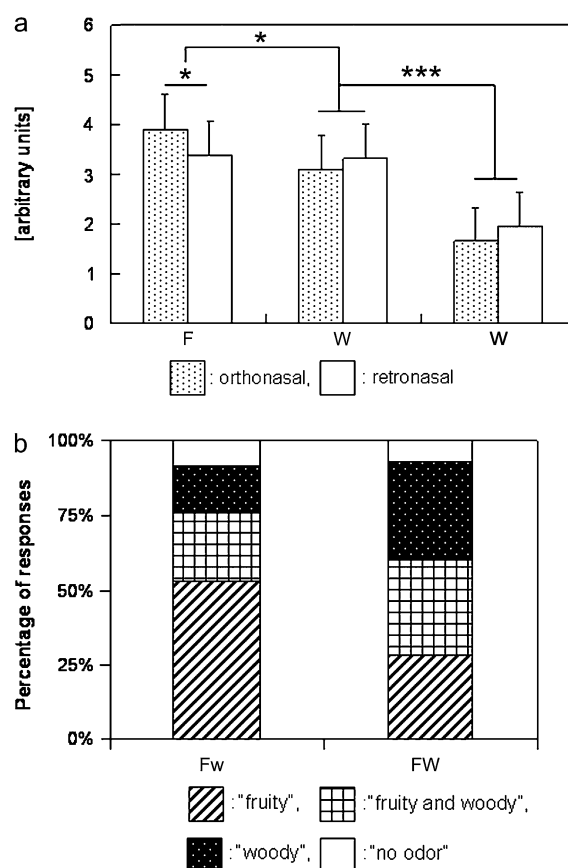 a
6
5
4
3
2
1
0
[arbitrary units]
*
*
***
F W W
: orthonasal, : retronasal
b
100%
75%
50%
25%
0%
Percentage of responses
Fw FW
:"fruity", :"fruity and woody",
:"woody", :"no odor"